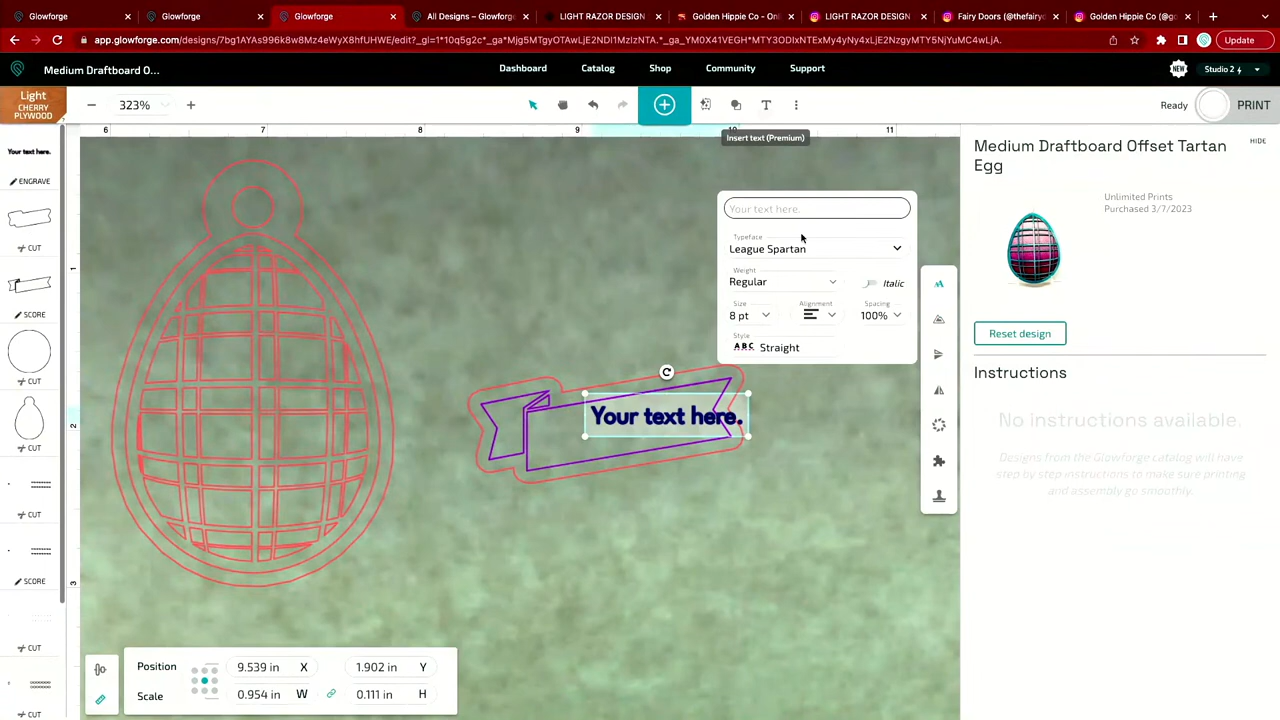 Glowforge
Glowforge
Glowforge
All Designs – Glowforge
LIGHT RAZOR DESIGN
Golden Hippie Co - Onl
LIGHT RAZOR DESIGN
Fairy Doors (@thefairyd
Golden Hippie Co (@go
app.glowforge.com/designs/7bg1AYAs996k8w8Mz4eWyX8hfUHWE/edit?_gl=1*10q5g2c*_ga*Mjg5MTgyOTAwLjE2NDI1MzIzNTA.*_ga_YM0X41VEGH*MTY3ODIxNTExMy4yNy4xLjE2NzgyMTY5NjYuMC4wLjA.
Update
Medium Draftboard O...
Dashboard
Catalog
Shop
Community
Support
NEW
Studio 2
Light
CHERRY
PLYWOOD
323%
Ready
PRINT
6
7
8
9
10
11
Insert text (Premium)
Your text here.
ENGRAVE
CUT
SCORE
CUT
CUT
CUT
SCORE
CUT
CUT
1
2
3
Your text here.
Typeface
League Spartan
Weight
Regular
Italic
Size
Alignment
Spacing
8 pt
100%
Style
ABC Straight
Your text here.
Medium Draftboard Offset Tartan
Egg
HIDE
Unlimited Prints
Purchased 3/7/2023
Reset design
Instructions
No instructions available.
Designs from the Glowforge catalog will have
step by step instructions to make sure printing
and assembly go smoothly.
Position
9.539 in X
1.902 in Y
Scale
0.954 in W
0.111 in H